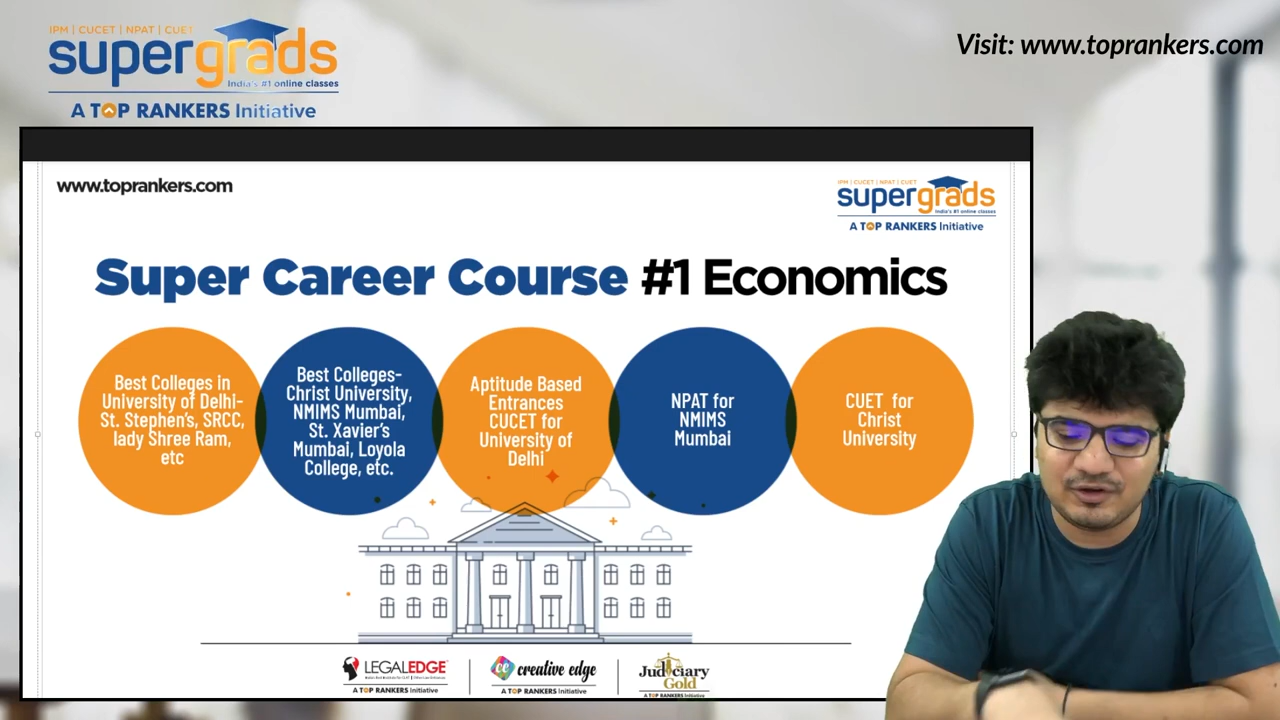 IPM | CUCET | NPAT | CUET
supergrads
India's #1 online classes
A TOP RANKERS Initiative
Visit: www.toprankers.com
www.toprankers.com
IPM | CUCET | NPAT | CUET
supergrads
India's #1 online classes
A TOP RANKERS Initiative
Super Career Course #1 Economics
Best Colleges in
University of Delhi-
St. Stephen's, SRCC,
lady Shree Ram,
etc
Best Colleges-
Christ University,
NMIMS Mumbai,
St. Xavier's
Mumbai, Loyola
College, etc.
Aptitude Based
Entrances
CUCET for
University of
Delhi
NPAT for
NMIMS
Mumbai
CUET for
Christ
University
LEGALEDGE
A TOP RANKERS Initiative
ce creative edge
A TOP RANKERS Initiative
Judiciary
Gold
A TOP RANKERS Initiative